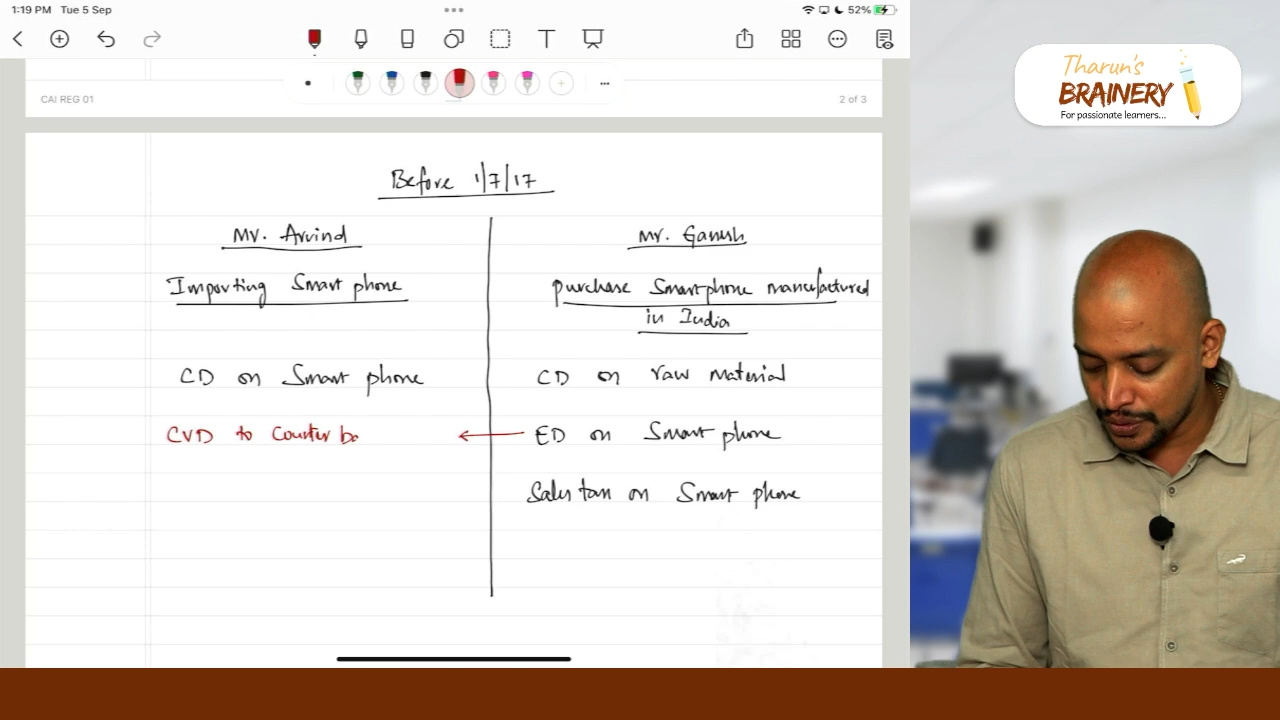 1:19 PM Tue 5 Sep
52%
CAI REG 01
2 of 3
Before 1/7/17
Mr. Arvind
Mr. Ganesh
Importing Smart phone
purchase Smartphone manufactured
in India
CD on Smart phone
CD on raw material
CVD to Counter ba
ED on Smart phone
Sales tax on Smart phone
Tharun's
BRAINERY
For passionate learners...